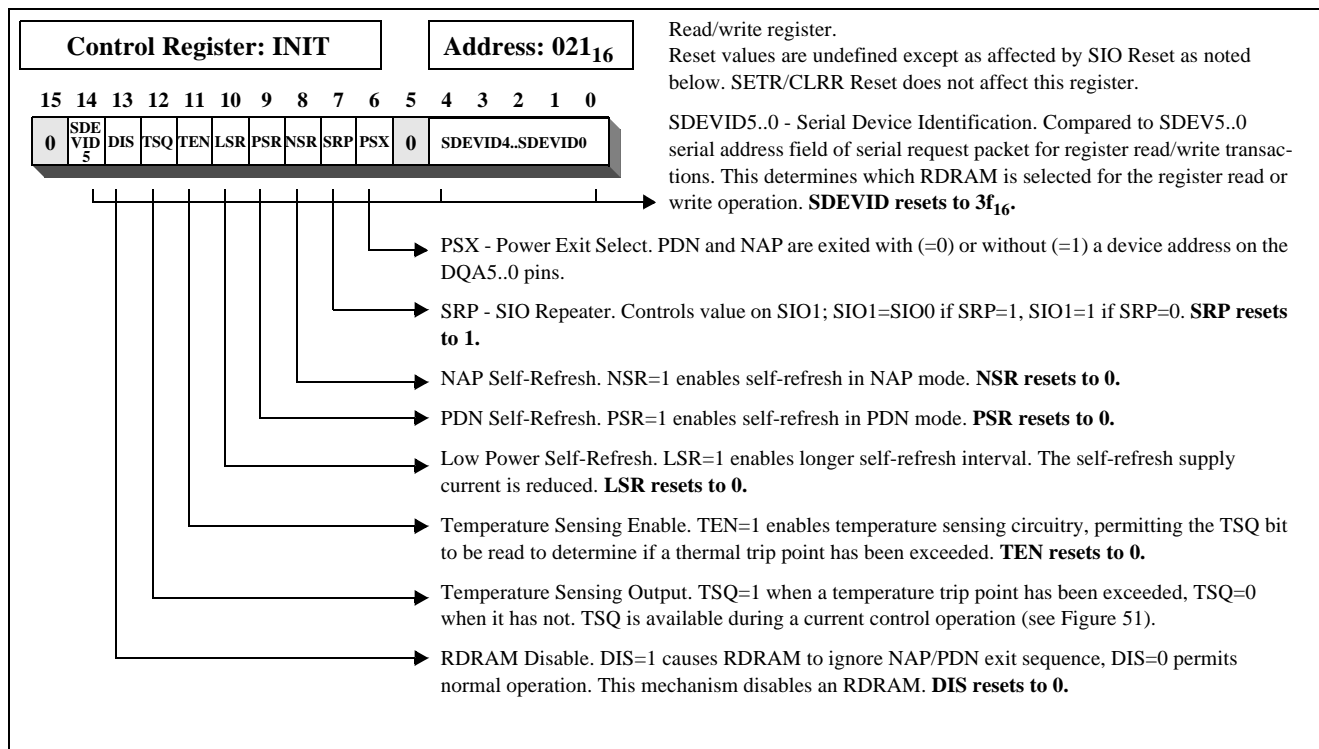 Control Register: INIT
Address: 021₁₆
Read/write register.
Reset values are undefined except as affected by SIO Reset as noted
below. SETR/CLRR Reset does not affect this register.
15 14 13 12 11 10 9 8 7 6 5 4 3 2 1 0
0 SDE VID 5 DIS TSQ TEN LSR PSR NSR SRP PSX 0 SDEVID4..SDEVID0
SDEVID5..0 - Serial Device Identification. Compared to SDEV5..0
serial address field of serial request packet for register read/write transac-
tions. This determines which RDRAM is selected for the register read or
write operation. SDEVID resets to 3f₁₆.
PSX - Power Exit Select. PDN and NAP are exited with (=0) or without (=1) a device address on the
DQA5..0 pins.
SRP - SIO Repeater. Controls value on SIO1; SIO1=SIO0 if SRP=1, SIO1=1 if SRP=0. SRP resets
to 1.
NAP Self-Refresh. NSR=1 enables self-refresh in NAP mode. NSR resets to 0.
PDN Self-Refresh. PSR=1 enables self-refresh in PDN mode. PSR resets to 0.
Low Power Self-Refresh. LSR=1 enables longer self-refresh interval. The self-refresh supply
current is reduced. LSR resets to 0.
Temperature Sensing Enable. TEN=1 enables temperature sensing circuitry, permitting the TSQ bit
to be read to determine if a thermal trip point has been exceeded. TEN resets to 0.
Temperature Sensing Output. TSQ=1 when a temperature trip point has been exceeded, TSQ=0
when it has not. TSQ is available during a current control operation (see Figure 51).
RDRAM Disable. DIS=1 causes RDRAM to ignore NAP/PDN exit sequence, DIS=0 permits
normal operation. This mechanism disables an RDRAM. DIS resets to 0.